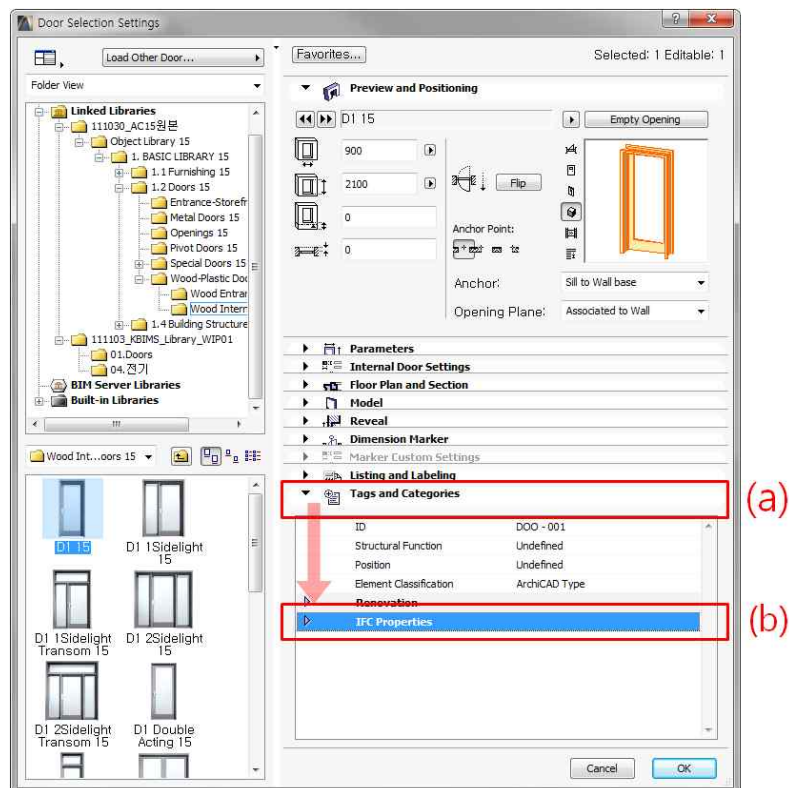 Door Selection Settings
Load Other Door...
Folder View
Linked Libraries
111030_AC15원본
Object Library 15
1. BASIC LIBRARY 15
1.1 Furnishing 15
1.2 Doors 15
Entrance-Storefr
Metal Doors 15
Openings 15
Pivot Doors 15
Special Doors 15
Wood-Plastic Doo
Wood Entrar
Wood Intern
1.4 Building Structure
111103_KBIMS_Library_WIP01
01.Doors
04.전기
BIM Server Libraries
Built-in Libraries
Wood Int...oors 15
D1 15
D1 1Sidelight
15
D1 1Sidelight
Transom 15
D1 2Sidelight
15
D1 2Sidelight
Transom 15
D1 Double
Acting 15
Favorites...
Selected: 1 Editable: 1
Preview and Positioning
D1 15
Empty Opening
900
2100
0
0
Flip
Anchor Point:
Anchor:
Sill to Wall base
Opening Plane:
Associated to Wall
Parameters
Internal Door Settings
Floor Plan and Section
Model
Reveal
Dimension Marker
Marker Custom Settings
Listing and Labeling
Tags and Categories
(a)
ID
DOO - 001
Structural Function
Undefined
Position
Undefined
Element Classification
ArchiCAD Type
Renovation
IFC Properties
(b)
Cancel
OK